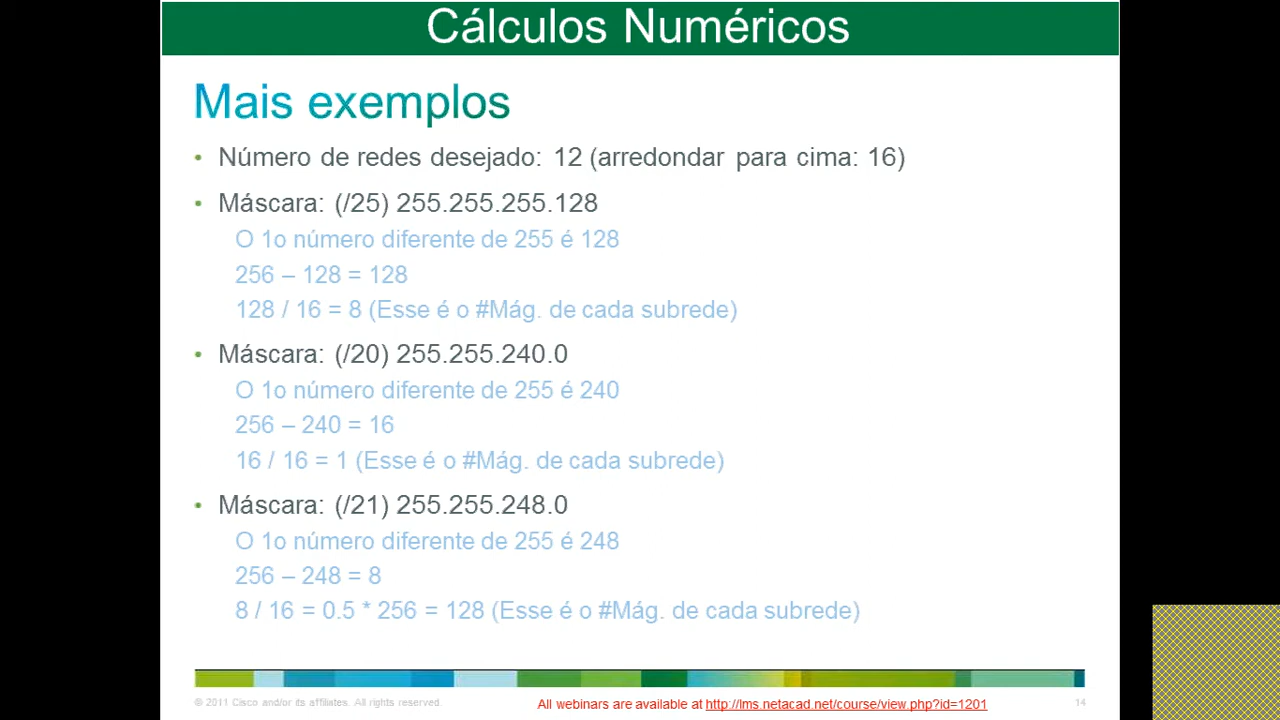 Cálculos Numéricos
Mais exemplos
• Número de redes desejado: 12 (arredondar para cima: 16)
• Máscara: (/25) 255.255.255.128
O 1o número diferente de 255 é 128
256 – 128 = 128
128 / 16 = 8 (Esse é o #Mág. de cada subrede)
• Máscara: (/20) 255.255.240.0
O 1o número diferente de 255 é 240
256 – 240 = 16
16 / 16 = 1 (Esse é o #Mág. de cada subrede)
• Máscara: (/21) 255.255.248.0
O 1o número diferente de 255 é 248
256 – 248 = 8
8 / 16 = 0.5 * 256 = 128 (Esse é o #Mág. de cada subrede)
© 2011 Cisco and/or its affiliates. All rights reserved.
All webinars are available at http://lms.netacad.net/course/view.php?id=1201
14